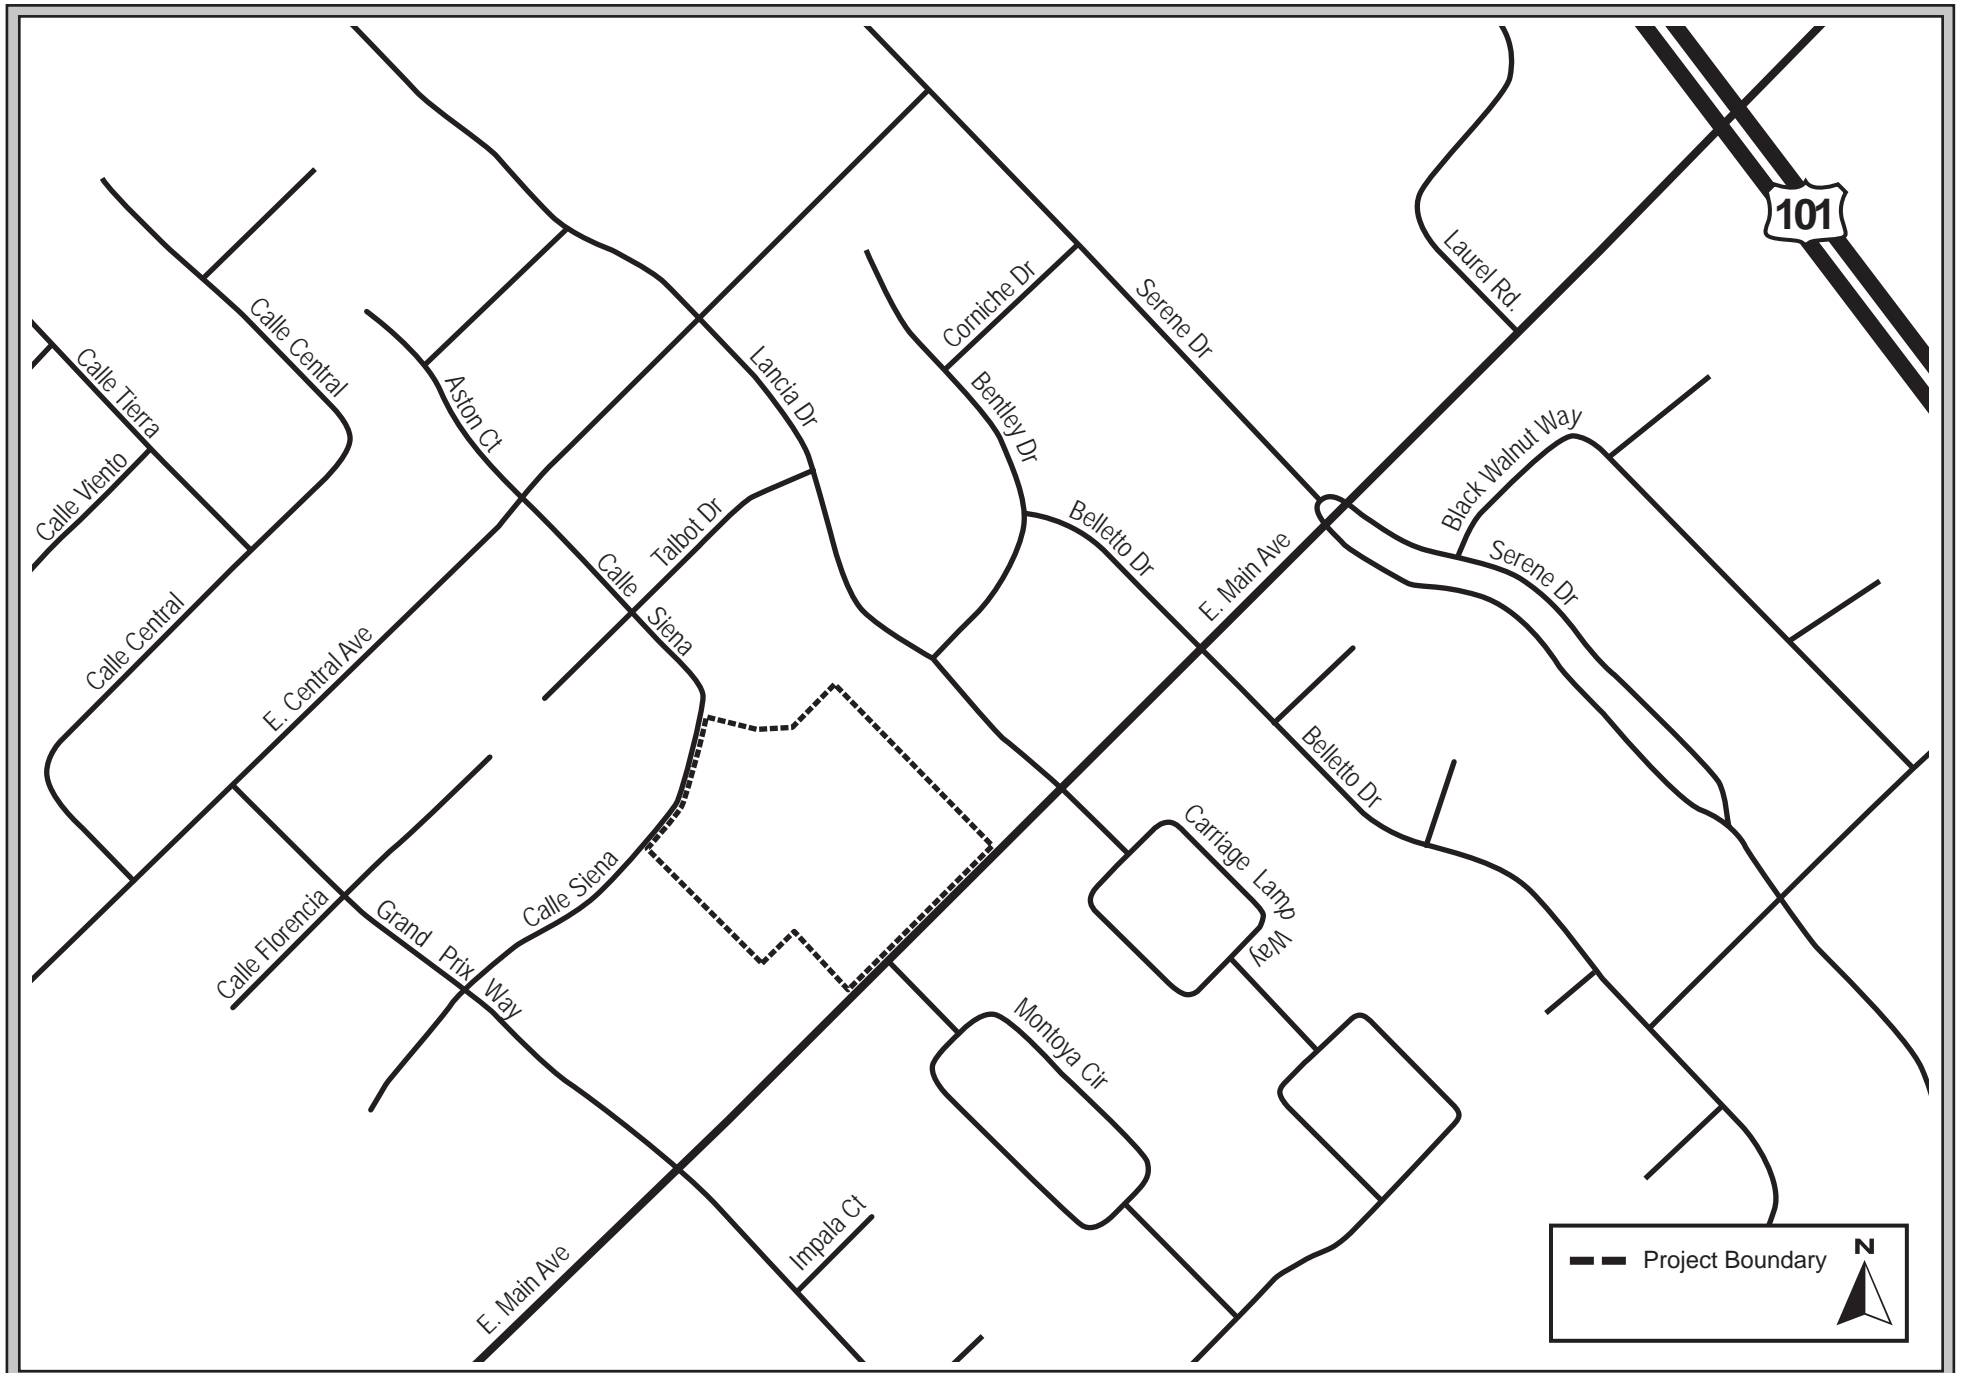 101
Laurel Rd.
Corniche Dr
Serene Dr
Calle Central
Calle Tierra
Aston Ct
Lancia Dr
Bentley Dr
Black Walnut Way
Calle Viento
Talbot Dr
Belletto Dr
E. Main Ave
Serene Dr
Calle Siena
Calle Central
E. Central Ave
Belletto Dr
Carriage Lamp Way
Calle Siena
Calle Florencia
Grand Prix Way
Montoya Cir
Impala Ct
E. Main Ave
Project Boundary
N